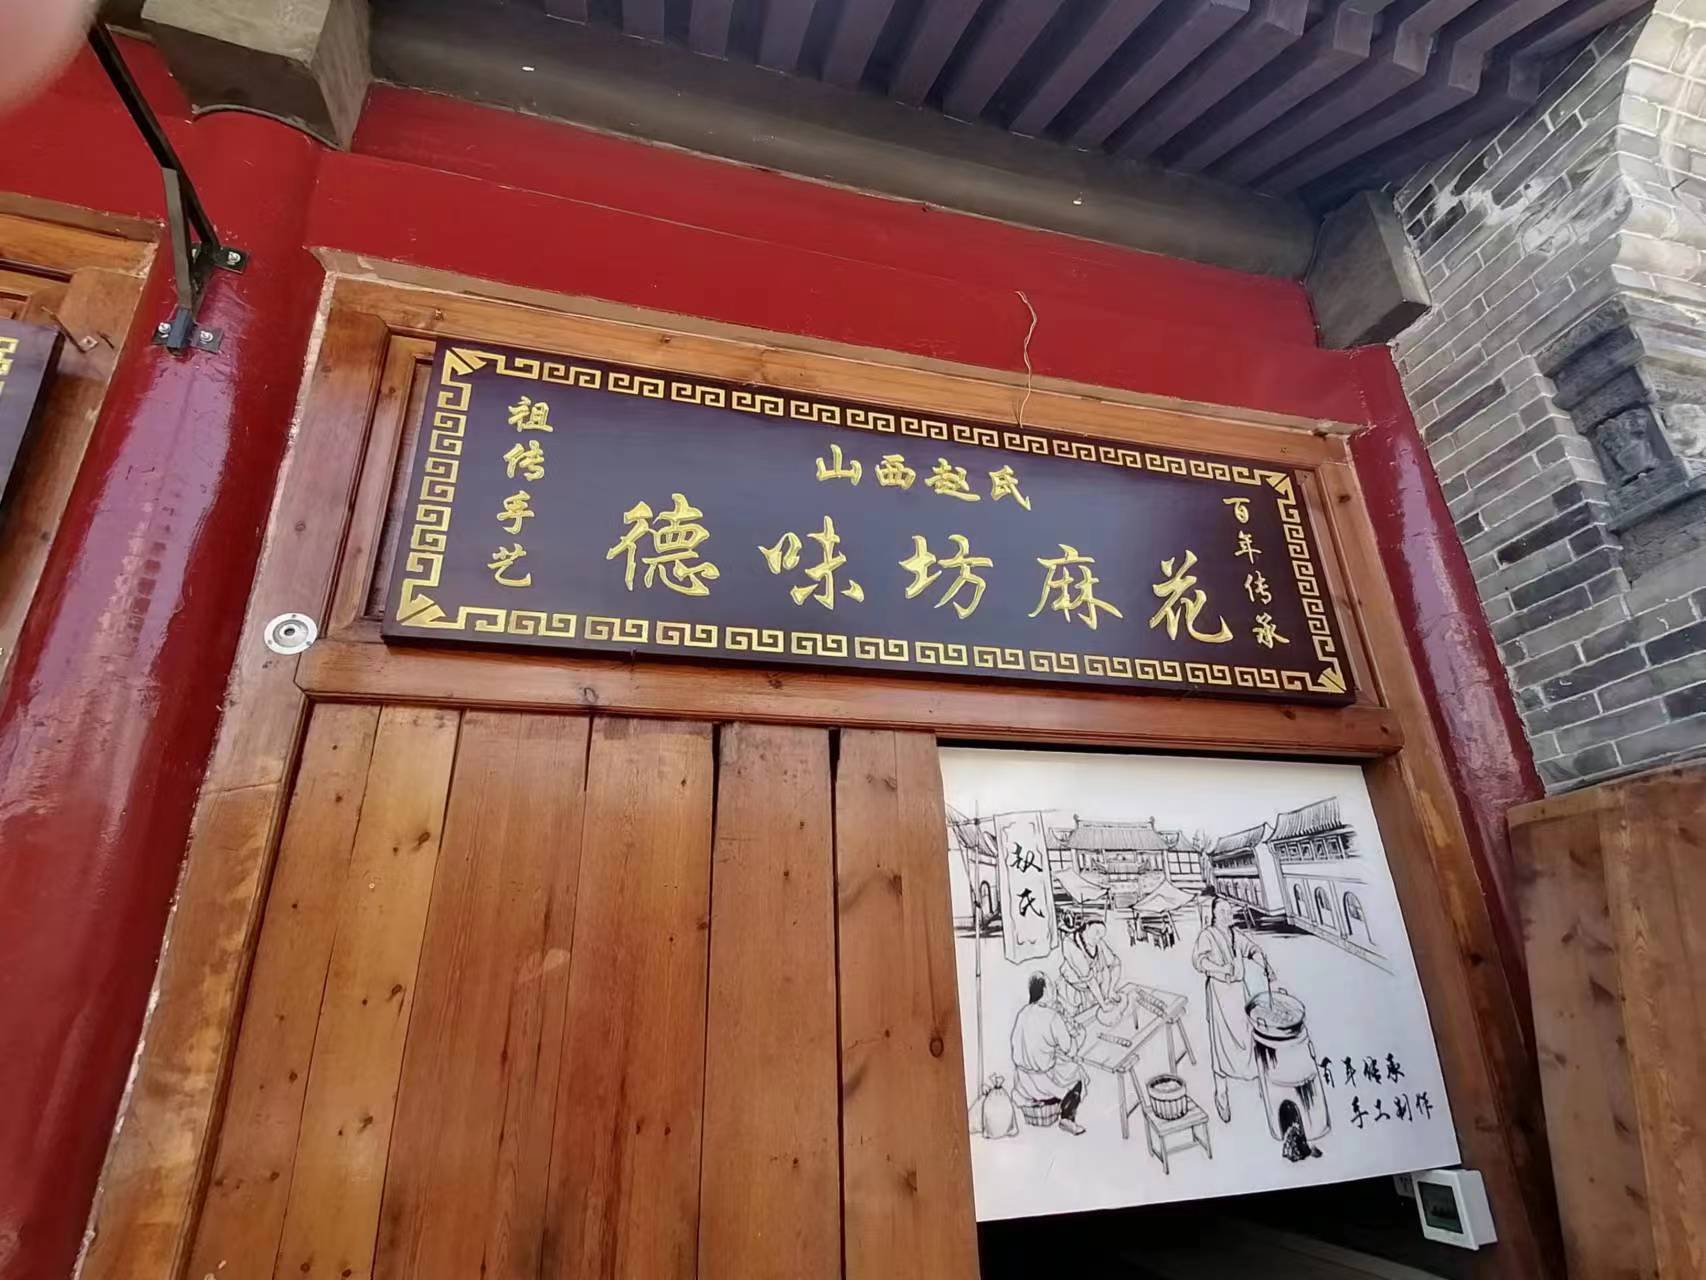 祖传手艺
山西赵氏
德味坊麻花
百年传承
赵氏
百年传承
手工制作